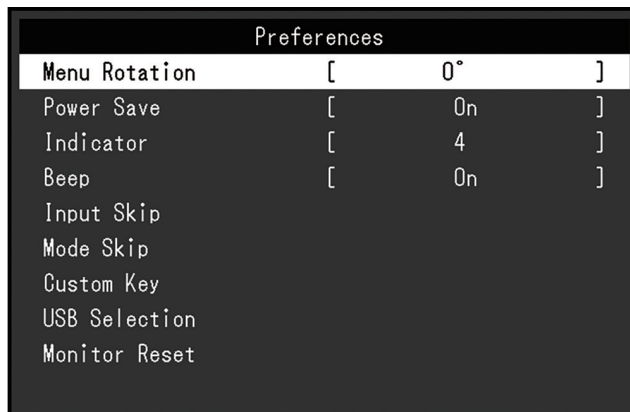 Preferences
Menu Rotation [ 0° ]
Power Save [ On ]
Indicator [ 4 ]
Beep [ On ]
Input Skip
Mode Skip
Custom Key
USB Selection
Monitor Reset